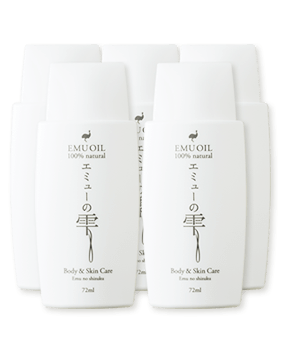 EMU OIL
100% natural
エミューの雫
Body & Skin Care
Emu no shizuku
72ml
EMU OIL
100% natural
エミューの雫
Body & Skin Care
Emu no shizuku
72ml